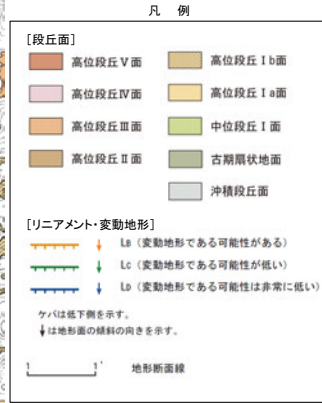 凡 例
[段丘面]
高位段丘Ⅴ面
高位段丘Ⅳ面
高位段丘Ⅲ面
高位段丘Ⅱ面
高位段丘Ⅰb面
高位段丘Ⅰa面
中位段丘Ⅰ面
古期扇状地面
沖積段丘面
[リニアメント・変動地形]
LB (変動地形である可能性がある)
LC (変動地形である可能性が低い)
LD (変動地形である可能性は非常に低い)
ケバは低下側を示す。
↓は地形面の傾斜の向きを示す。
1 1' 地形断面線